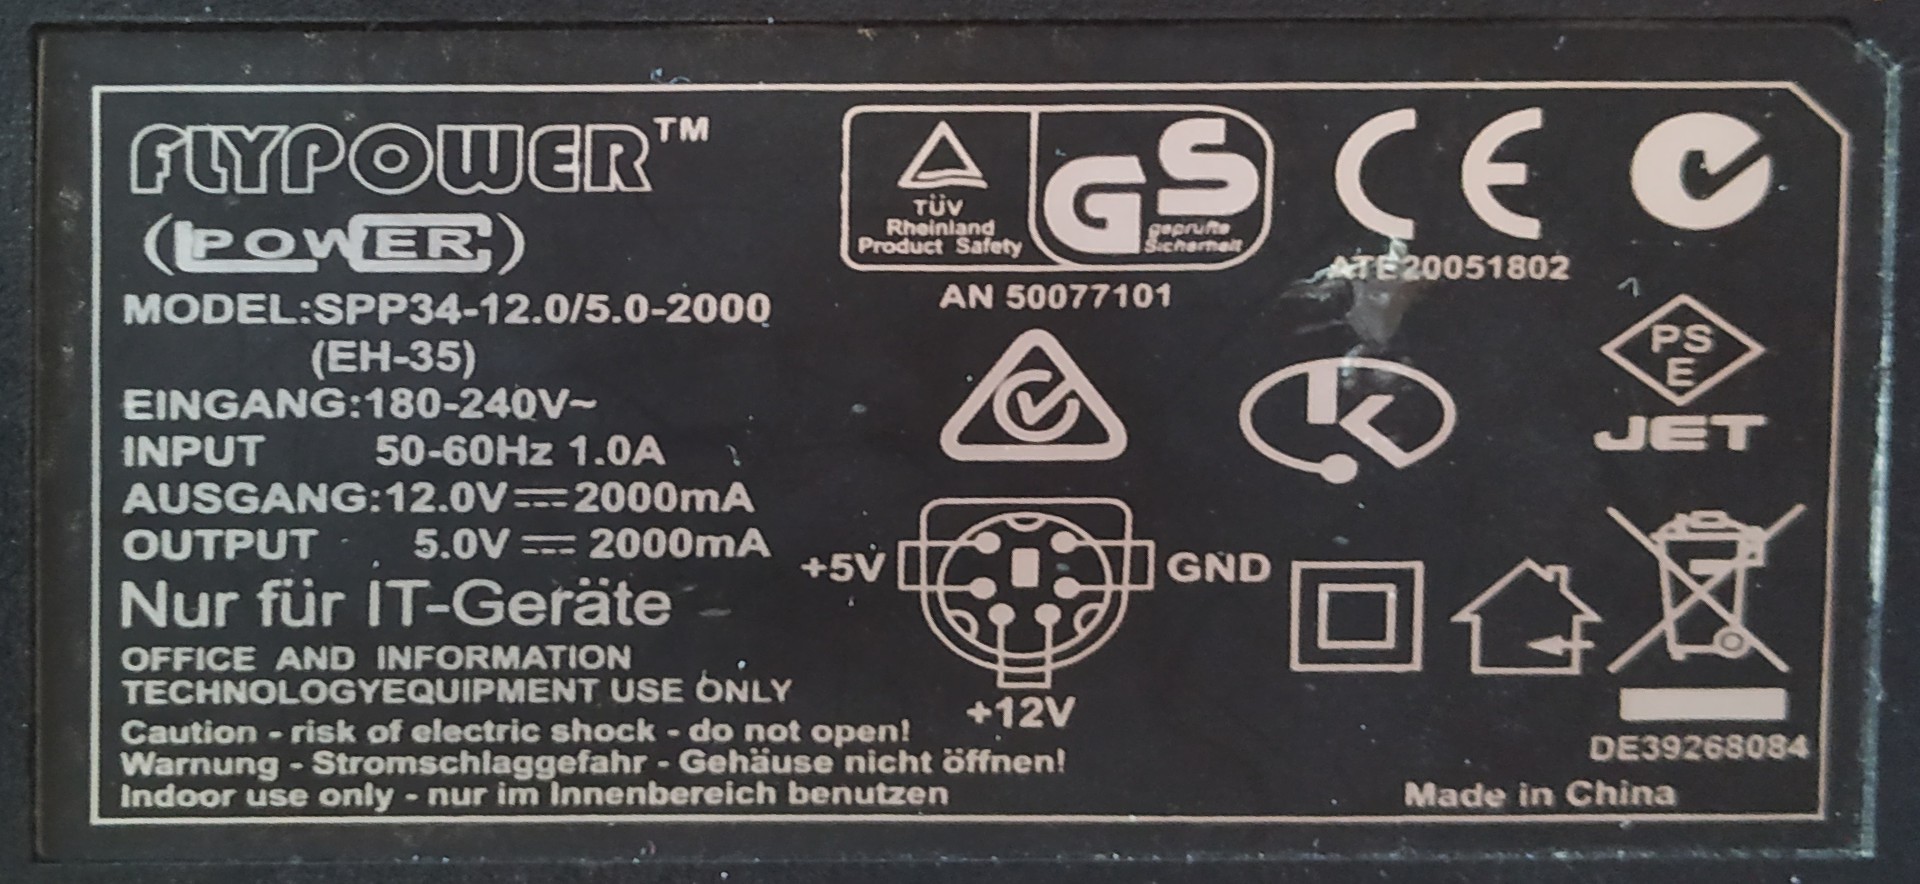 FLYPOWER™
(POWER)
MODEL:SPP34-12.0/5.0-2000
(EH-35)
EINGANG:180-240V~
INPUT 50-60Hz 1.0A
AUSGANG:12.0V⎓2000mA
OUTPUT 5.0V⎓2000mA
Nur für IT-Geräte
OFFICE AND INFORMATION
TECHNOLOGYEQUIPMENT USE ONLY
Caution - risk of electric shock - do not open!
Warnung - Stromschlaggefahr - Gehäuse nicht öffnen!
Indoor use only - nur im Innenbereich benutzen
TÜV
Rheinland
Product Safety
GS
geprüfte
Sicherheit
AN 50077101
CE
ATE20051802
K
PS
E
JET
+5V
GND
+12V
DE39268084
Made in China